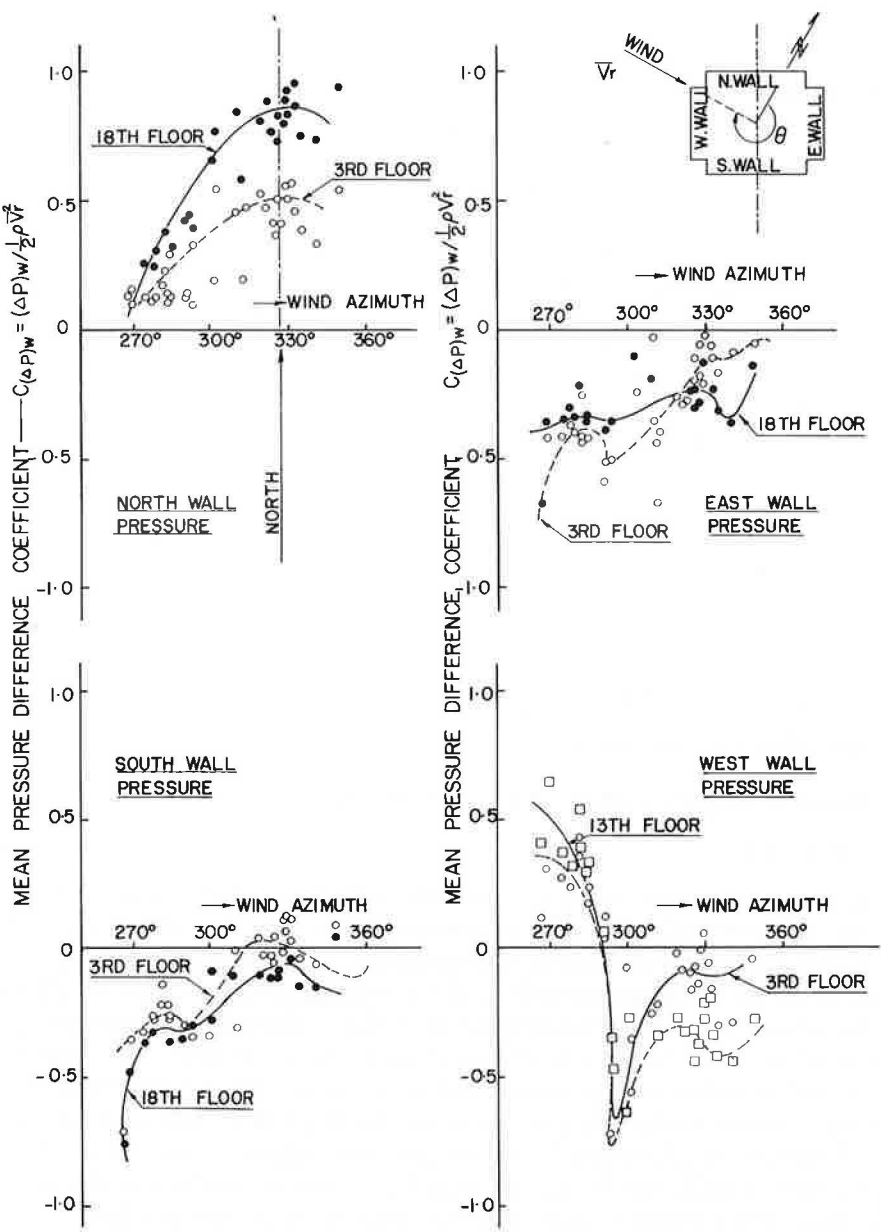 MEAN PRESSURE DIFFERENCE COEFFICIENT — C(ΔP)w = (ΔP)w/½ρV̅r²
1·0
0·5
0
0·5
-1·0
18TH FLOOR
3RD FLOOR
WIND AZIMUTH
270° 300° 360°
NORTH
NORTH WALL
PRESSURE
MEAN PRESSURE DIFFERENCE, COEFFICIENT, C(ΔP)w = (ΔP)w/½ρV̅r²
WIND
V̅r
N
N.WALL
W.WALL
E.WALL
S.WALL
θ
1·0
0·5
0
0·5
1·0
WIND AZIMUTH
270° 300° 330° 360°
18TH FLOOR
3RD FLOOR
EAST WALL
PRESSURE
1·0
0·5
0
-0·5
-1·0
SOUTH WALL
PRESSURE
WIND AZIMUTH
270° 300° 360°
3RD FLOOR
18TH FLOOR
1·0
0·5
0
-0·5
-1·0
WEST WALL
PRESSURE
13TH FLOOR
WIND AZIMUTH
270° 300° 360°
3RD FLOOR